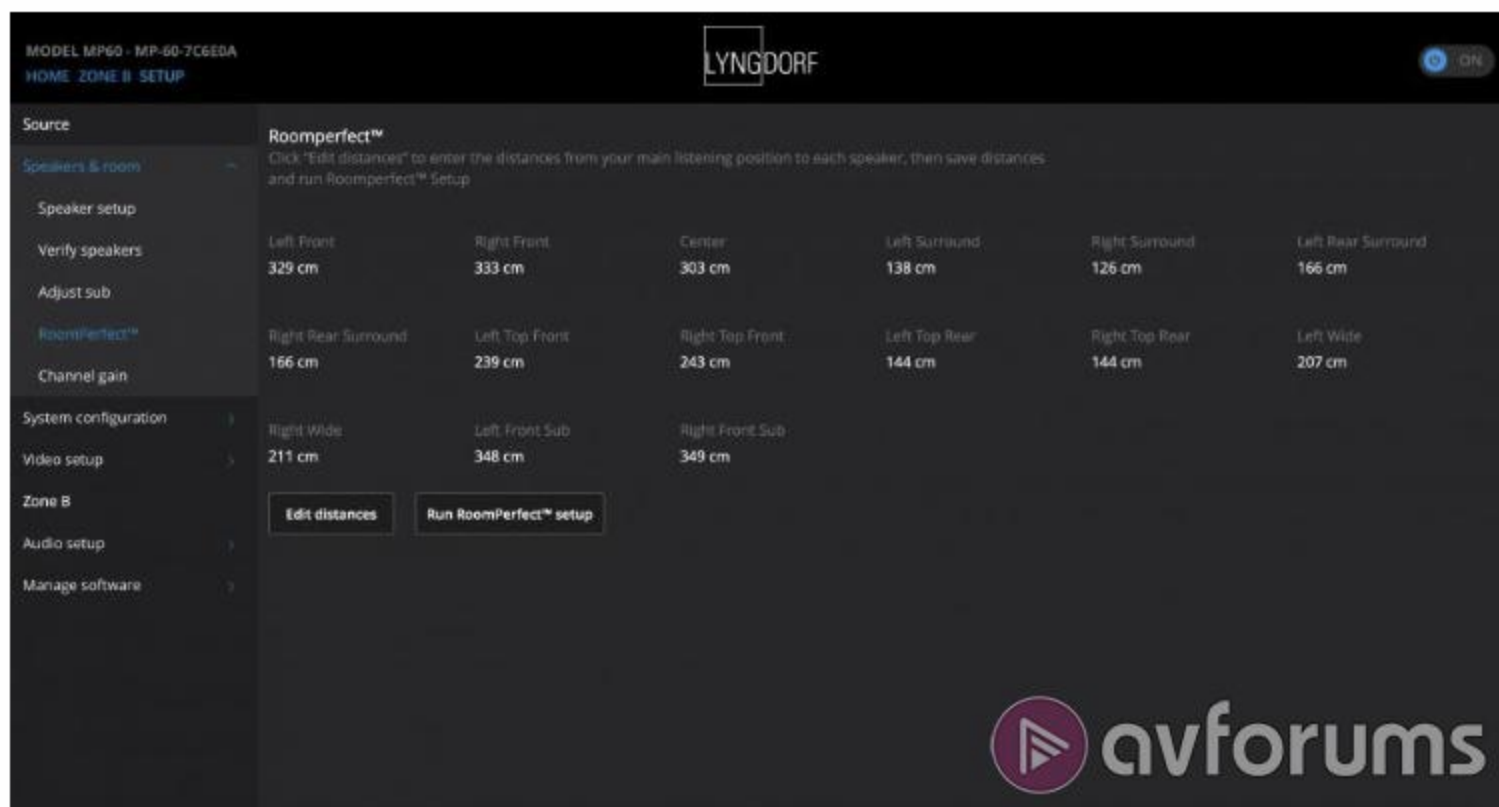 MODEL MP60 - MP-60-7C6E0A
HOME ZONE B SETUP
LYNGDORF
ON
Source
Speakers & room
Speaker setup
Verify speakers
Adjust sub
RoomPerfect™
Channel gain
System configuration
Video setup
Zone B
Audio setup
Manage software
Roomperfect™
Click "Edit distances" to enter the distances from your main listening position to each speaker, then save distances
and run Roomperfect™ Setup
Left Front Right Front Center Left Surround Right Surround Left Rear Surround
329 cm 333 cm 303 cm 138 cm 126 cm 166 cm
Right Rear Surround Left Top Front Right Top Front Left Top Rear Right Top Rear Left Wide
166 cm 239 cm 243 cm 144 cm 144 cm 207 cm
Right Wide Left Front Sub Right Front Sub
211 cm 348 cm 349 cm
Edit distances Run RoomPerfect™ setup
avforums